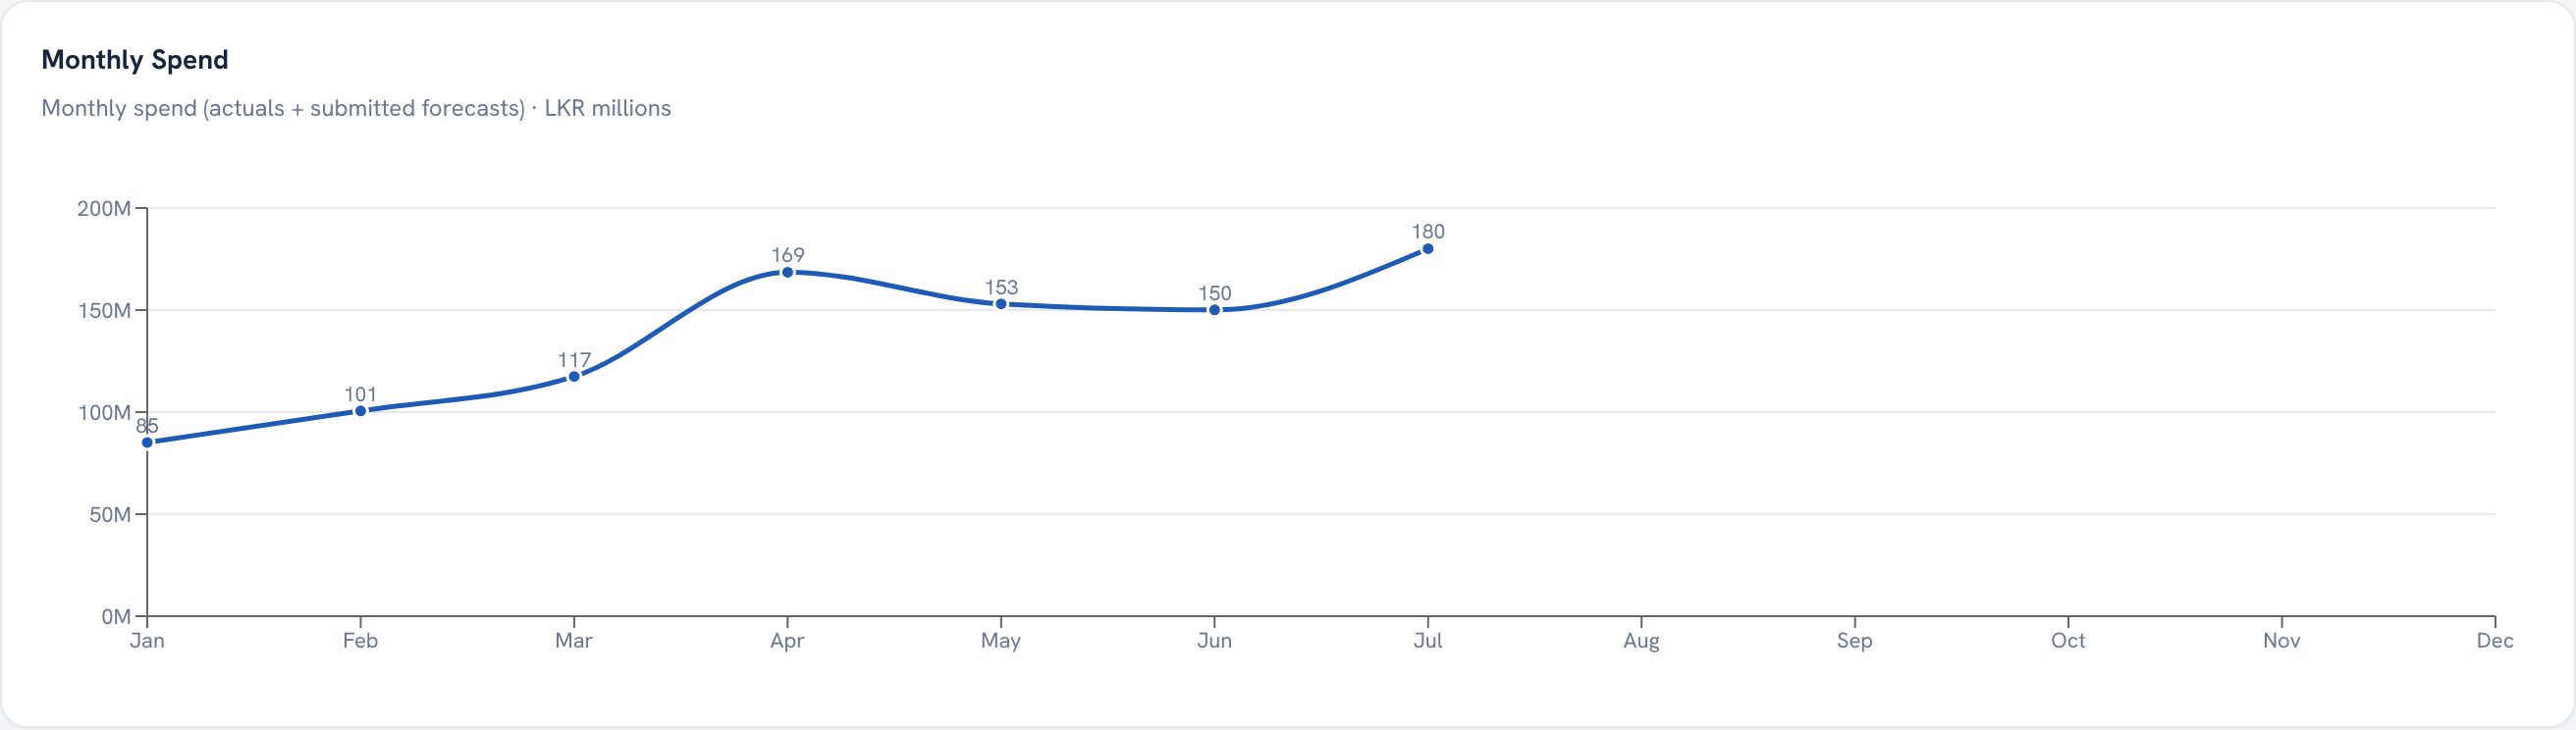 Monthly Spend
Monthly spend (actuals + submitted forecasts) · LKR millions
200M
150M
100M
50M
0M
85
101
117
169
153
150
180
Jan Feb Mar Apr May Jun Jul Aug Sep Oct Nov Dec